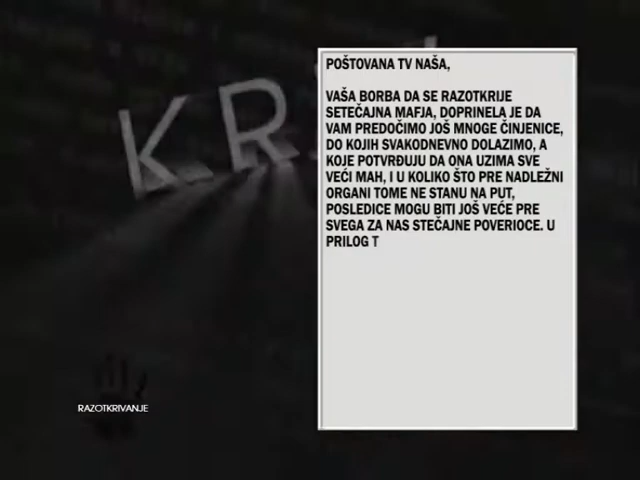 KR
POŠTOVANA TV NAŠA,
VAŠA BORBA DA SE RAZOTKRIJE
SETEČAJNA MAFJA, DOPRINELA JE DA
VAM PREDOČIMO JOŠ MNOGE ČINJENICE,
DO KOJIH SVAKODNEVNO DOLAZIMO, A
KOJE POTVRĐUJU DA ONA UZIMA SVE
VEĆI MAH, I U KOLIKO ŠTO PRE NADLEŽNI
ORGANI TOME NE STANU NA PUT,
POSLEDICE MOGU BITI JOŠ VEĆE PRE
SVEGA ZA NAS STEČAJNE POVERIOCE. U
PRILOG T
RAZOTKRIVANJE